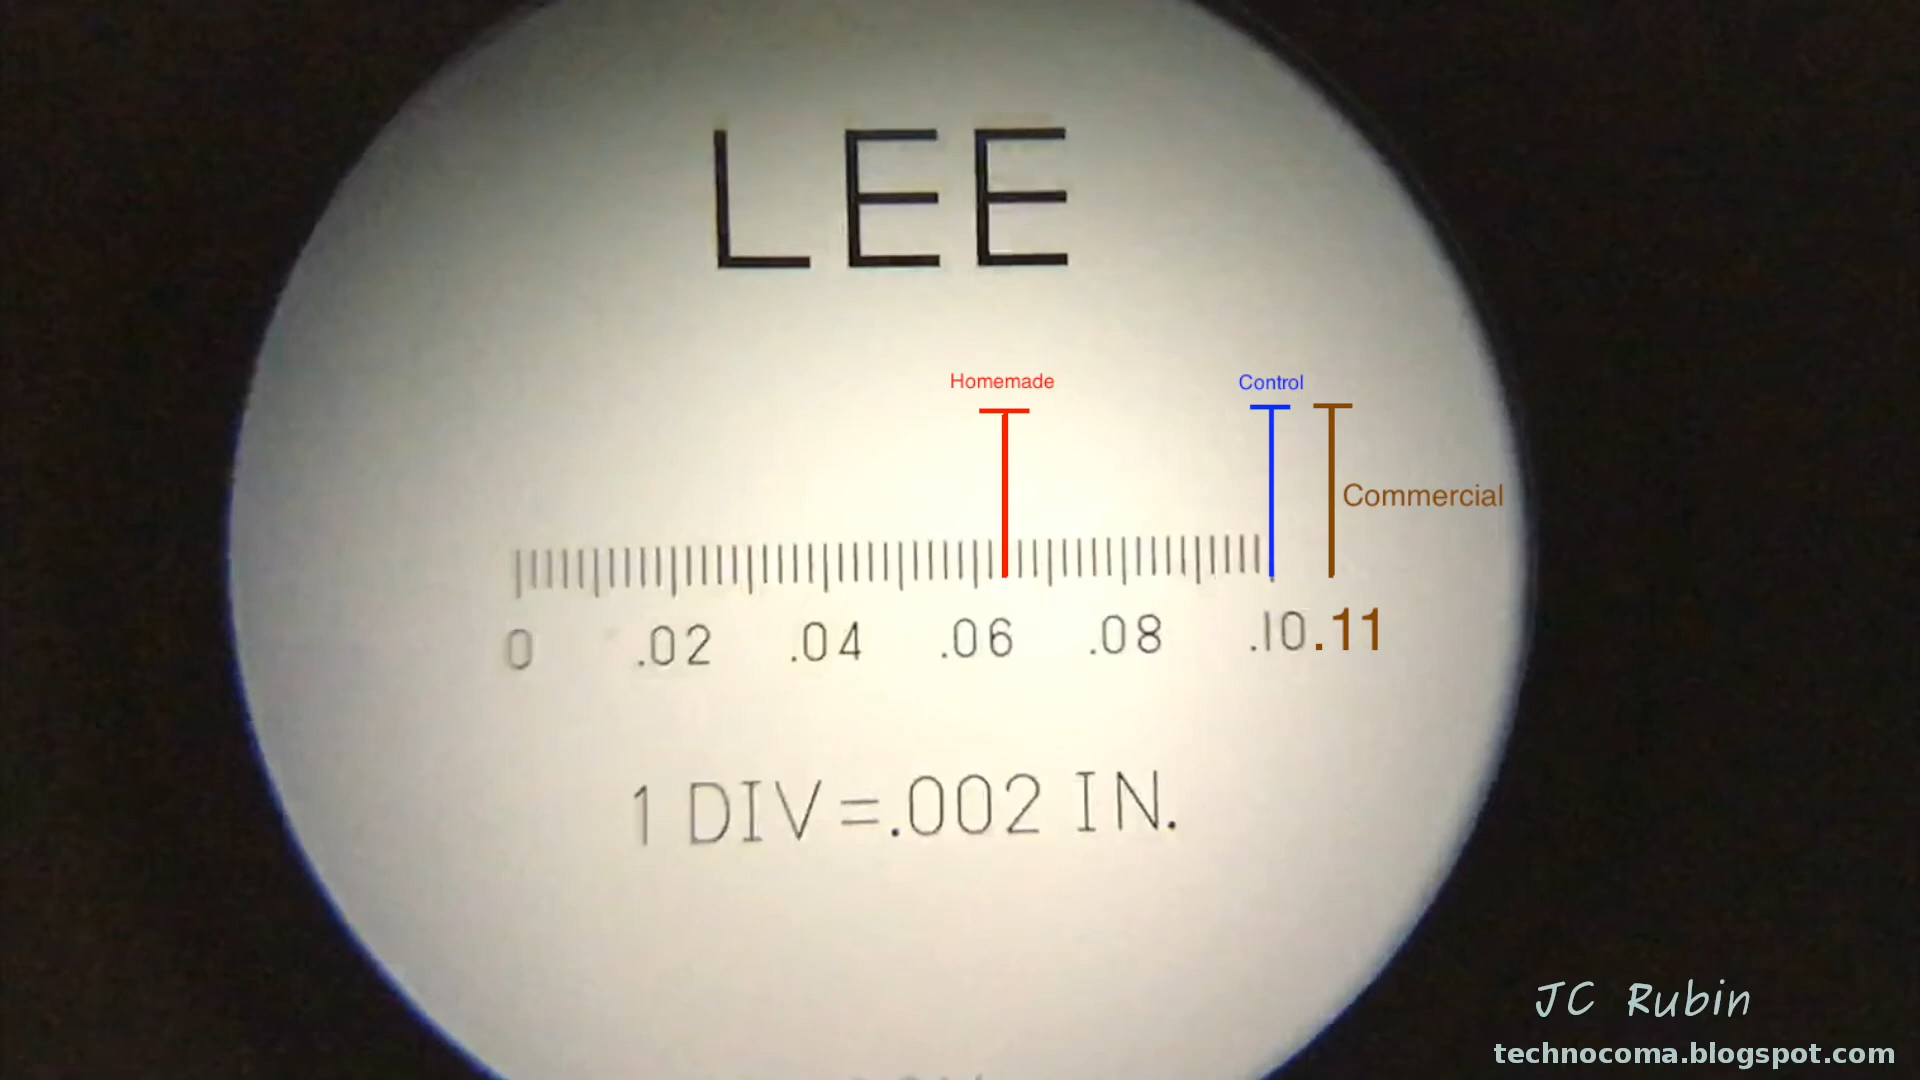 LEE
Homemade Control
Commercial
0 .02 .04 .06 .08 .10 .11
1 DIV=.002 IN.
JC Rubin
technocoma.blogspot.com